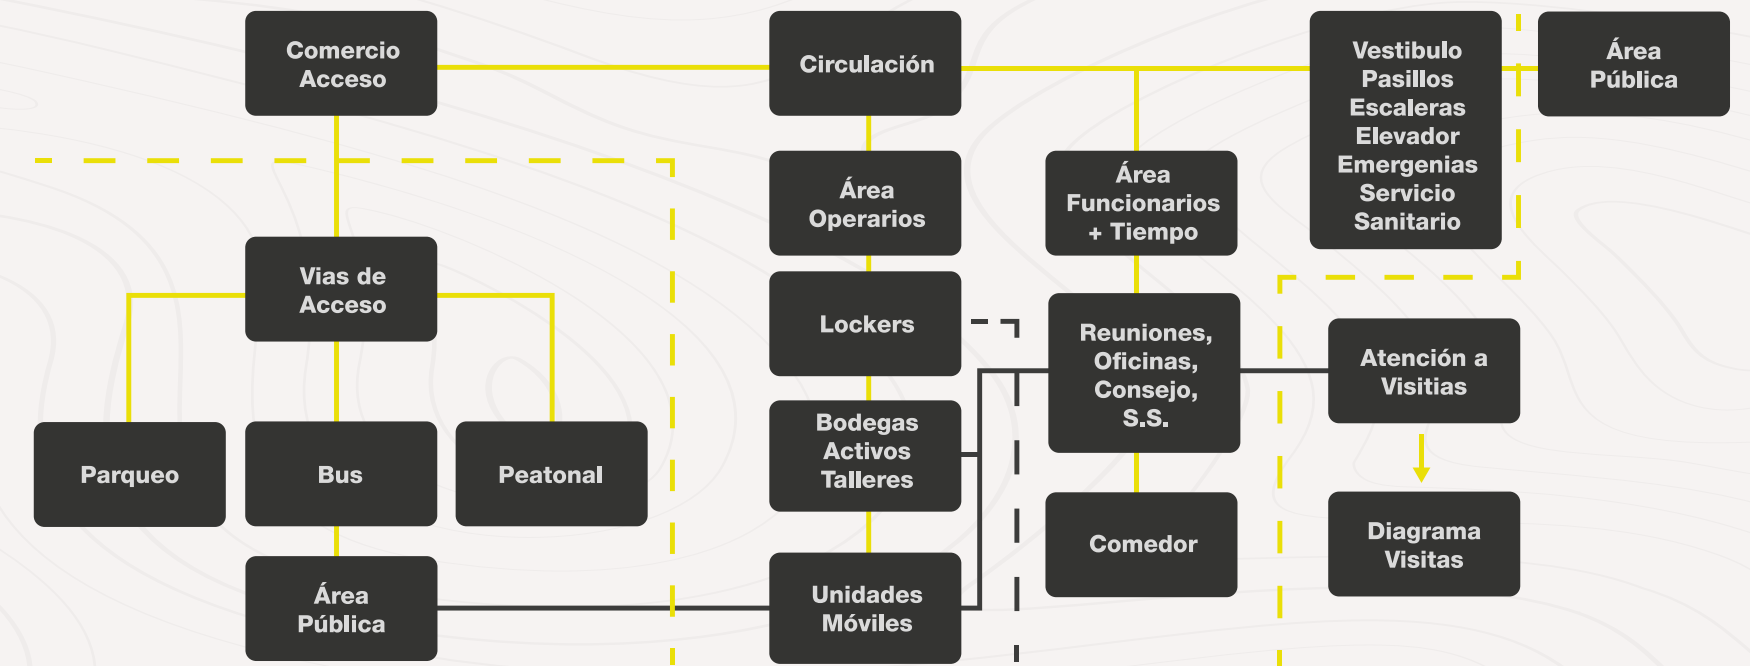 Comercio
Acceso
Circulación
Vestibulo
Pasillos
Escaleras
Elevador
Emergenias
Servicio
Sanitario
Área
Pública
Área
Operarios
Área
Funcionarios
+ Tiempo
Vias de
Acceso
Lockers
Reuniones,
Oficinas,
Consejo,
S.S.
Atención a
Visitias
Parqueo
Bus
Peatonal
Bodegas
Activos
Talleres
Comedor
Diagrama
Visitas
Área
Pública
Unidades
Móviles